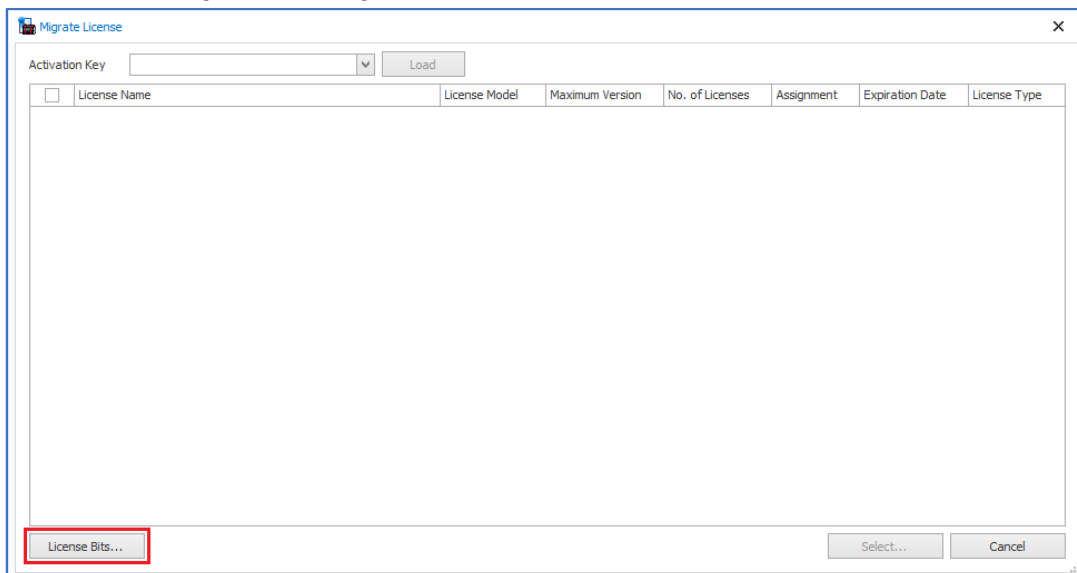 Migrate License
Activation Key Load
License Name License Model Maximum Version No. of Licenses Assignment Expiration Date License Type
License Bits... Select... Cancel